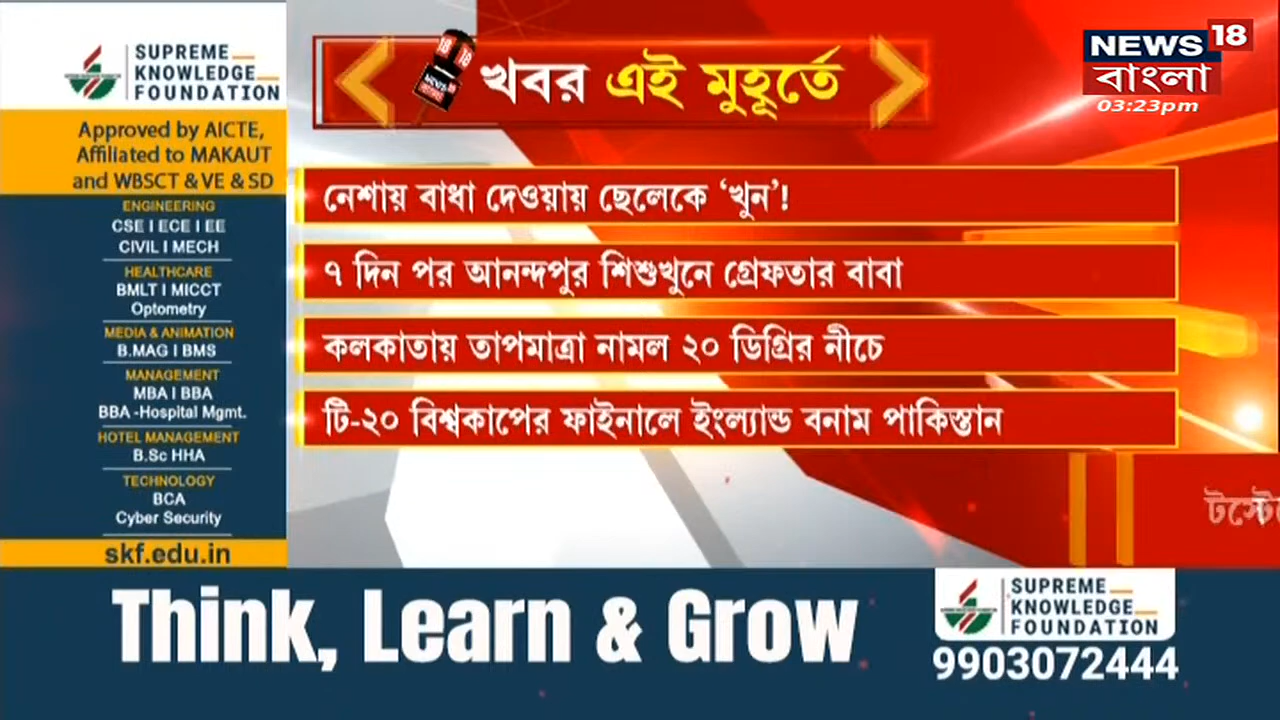 SUPREME
KNOWLEDGE
FOUNDATION
Approved by AICTE,
Affiliated to MAKAUT
and WBSCT & VE & SD
ENGINEERING
CSE I ECE I EE
CIVIL I MECH
HEALTHCARE
BMLT I MICCT
Optometry
MEDIA & ANIMATION
B.MAG I BMS
MANAGEMENT
MBA I BBA
BBA -Hospital Mgmt.
HOTEL MANAGEMENT
B.Sc HHA
TECHNOLOGY
BCA
Cyber Security
skf.edu.in
খবর এই মুহূর্তে
NEWS 18
বাংলা
03:23pm
নেশায় বাধা দেওয়ায় ছেলেকে ‘খুন’!
৭ দিন পর আনন্দপুর শিশুখুনে গ্রেফতার বাবা
কলকাতায় তাপমাত্রা নামল ২০ ডিগ্রির নীচে
টি-২০ বিশ্বকাপের ফাইনালে ইংল্যান্ড বনাম পাকিস্তান
Think, Learn & Grow
SUPREME
KNOWLEDGE
FOUNDATION
9903072444